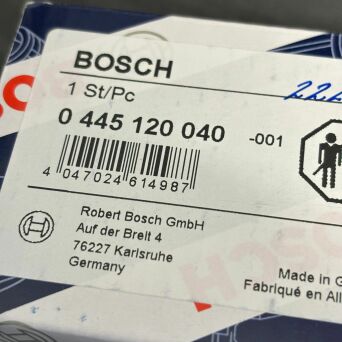 BOSCH
1 St/Pc
0 445 120 040 -001
4 047024 614987
Robert Bosch GmbH
Auf der Breit 4
76227 Karlsruhe
Germany
Made in G
Fabriqué en All
BOSCH